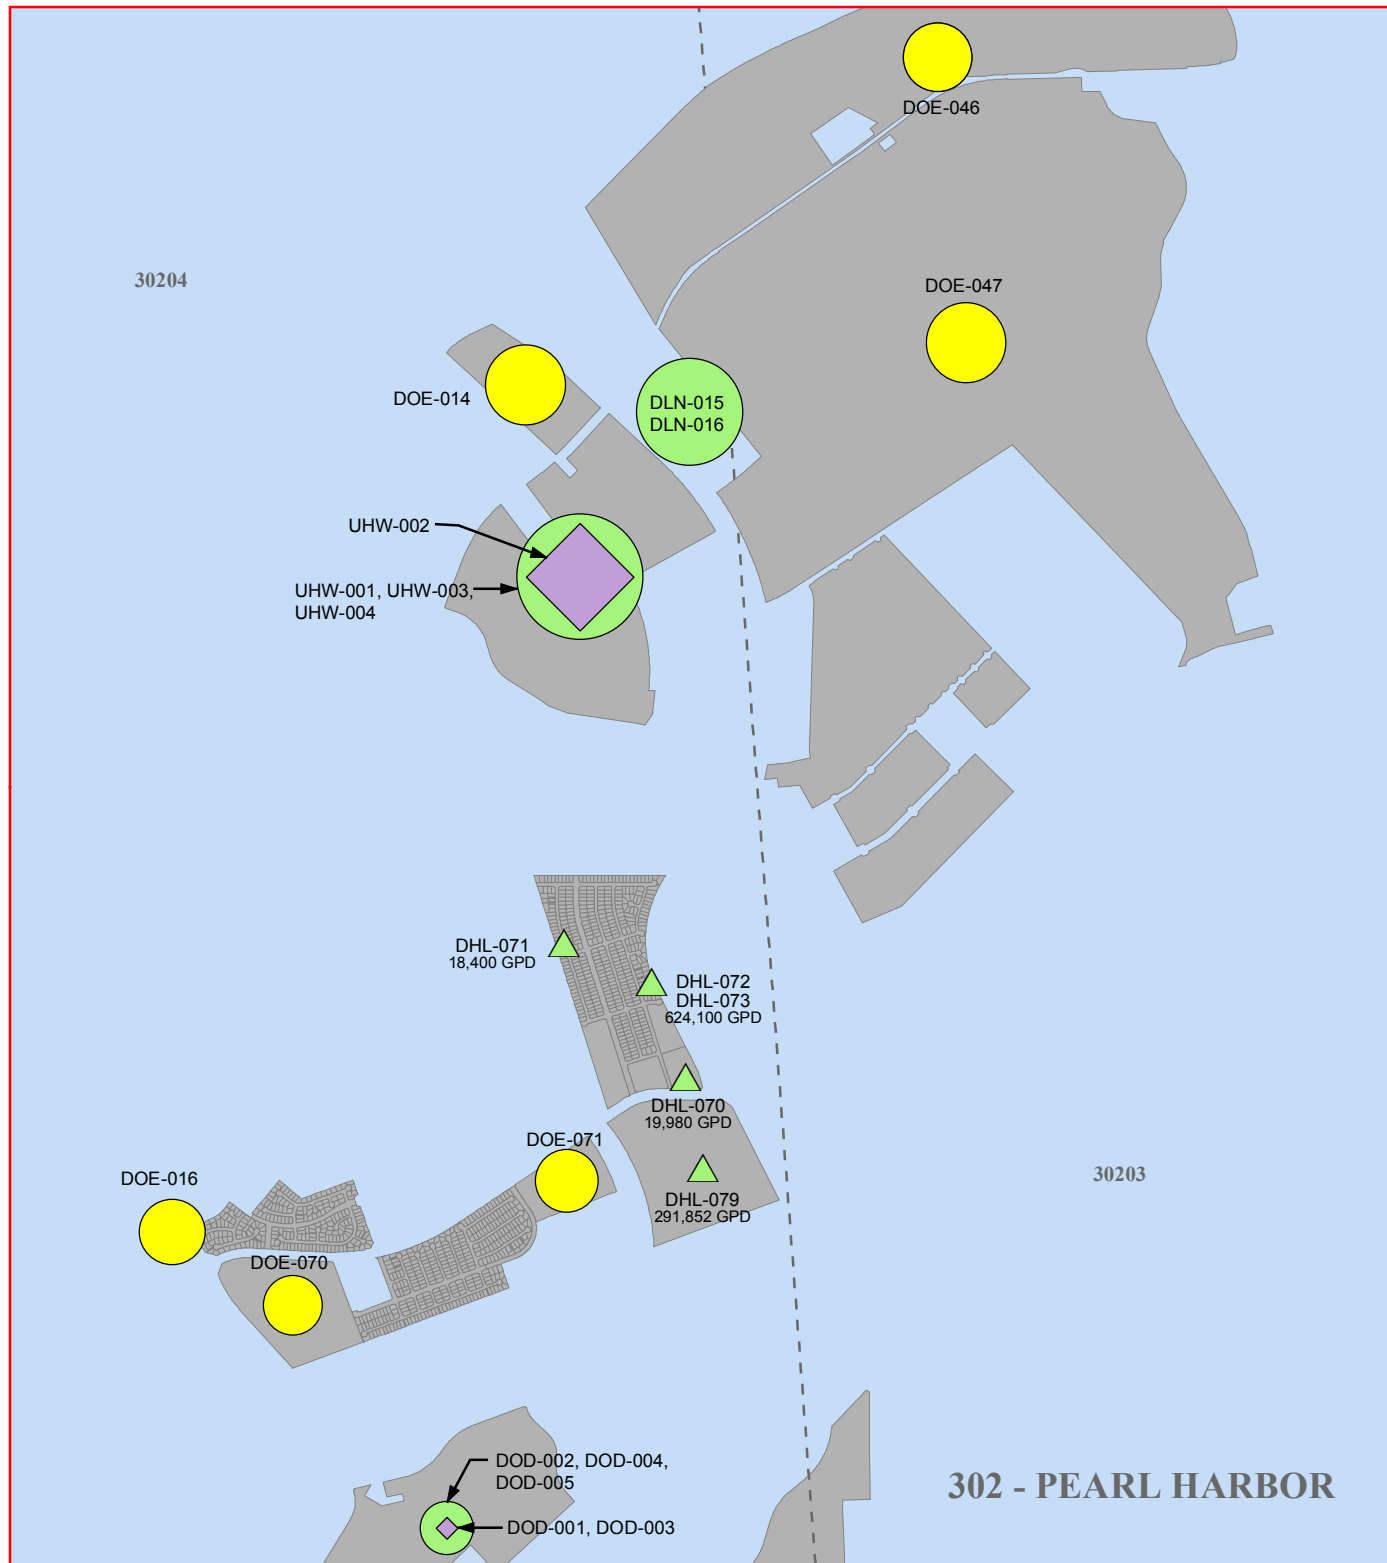 DOE-046
30204
DOE-047
DOE-014
DLN-015
DLN-016
UHW-002
UHW-001, UHW-003,
UHW-004
DHL-071
18,400 GPD
DHL-072
DHL-073
624,100 GPD
DHL-070
19,980 GPD
DOE-071
DOE-016
30203
DHL-079
291,852 GPD
DOE-070
DOD-002, DOD-004,
DOD-005
302 - PEARL HARBOR
DOD-001, DOD-003